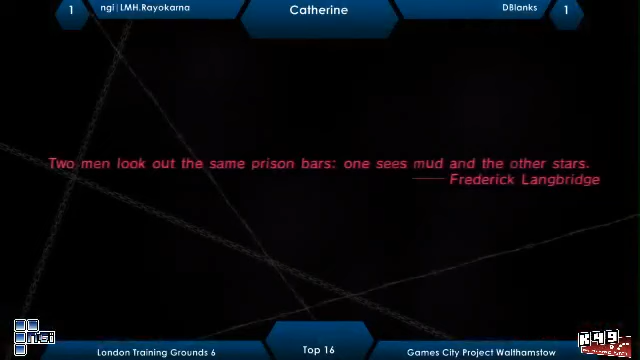 1
ngi|LMH.Rayokarna
Catherine
DBlanks
1
Two men look out the same prison bars: one sees mud and the other stars.
—— Frederick Langbridge
ngi
London Training Grounds 6
Top 16
Games City Project Walthamstow